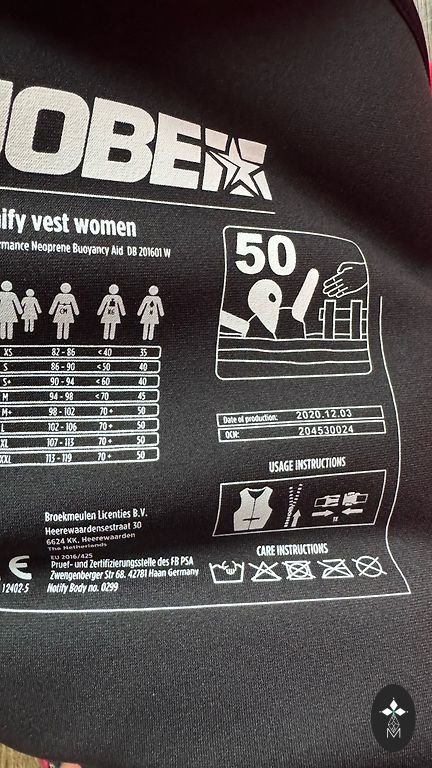 JOBE
ify vest women
rmance Neoprene Buoyancy Aid DB 201601 W
50
CM KG N
XS 82 - 86 < 40 35
S 86 - 90 < 50 40
S+ 90 - 94 < 60 40
M 94 - 98 < 70 45
M+ 98 - 102 70 + 50
L 102 - 106 70 + 50
XL 107 - 113 70 + 50
XXL 113 - 119 70 + 50
Date of production: 2020.12.03
OCN: 204530024
USAGE INSTRUCTIONS
Broekmeulen Licenties B.V.
Heerewaardensestraat 30
6624 KK, Heerewaarden
The Netherlands
EU 2016/425
Pruef- und Zertifizierungsstelle des FB PSA
Zwengenberger Str 68. 42781 Haan Germany
Notify Body no. 0299
CE
12402-5
CARE INSTRUCTIONS
M